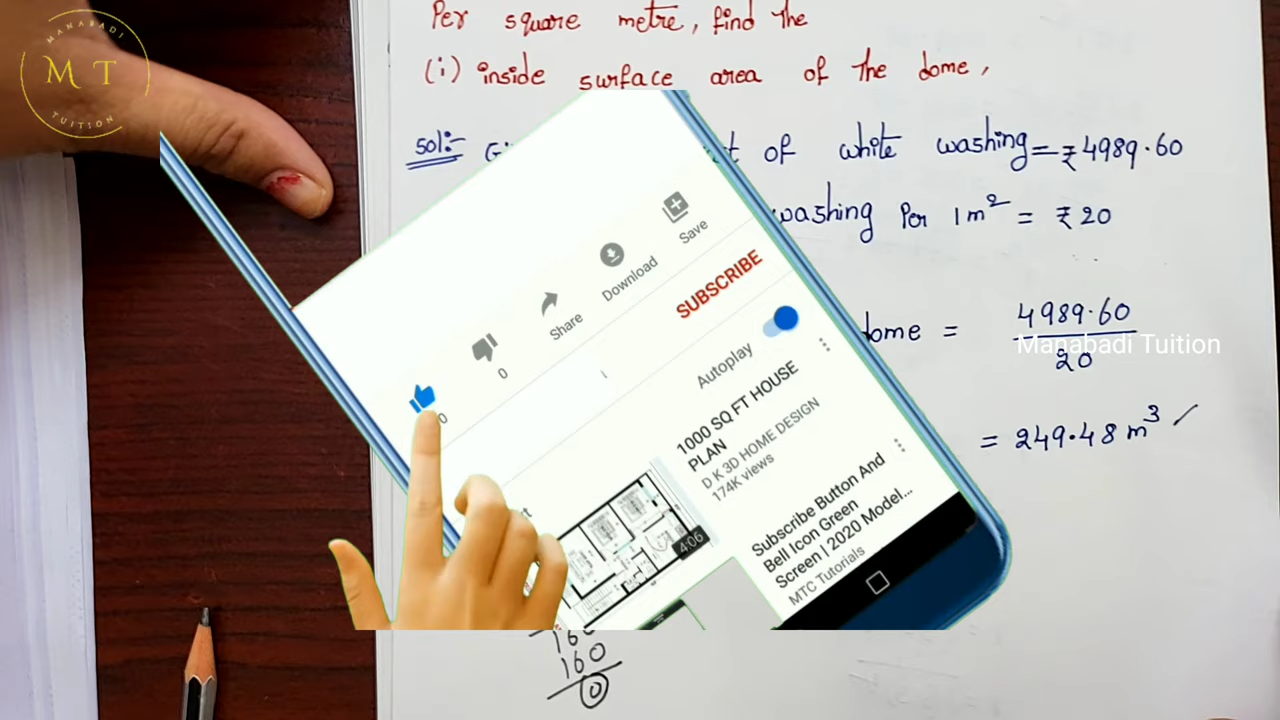 MANABADI
M T
TUITION
Per square metre, find the
(i) inside surface area of the dome,
Sol:- of white washing = ₹4989.60
washing Per 1m² = ₹20
dome = 4989.60
20
Manabadi Tuition
= 249.48 m³
Save
Download
Share
0
0
SUBSCRIBE
Autoplay
1000 SQ FT HOUSE
PLAN
D K 3D HOME DESIGN
174K views
4:06
Subscribe Button And
Bell Icon Green
Screen I 2020 Model...
MTC Tutorials
160
160
0